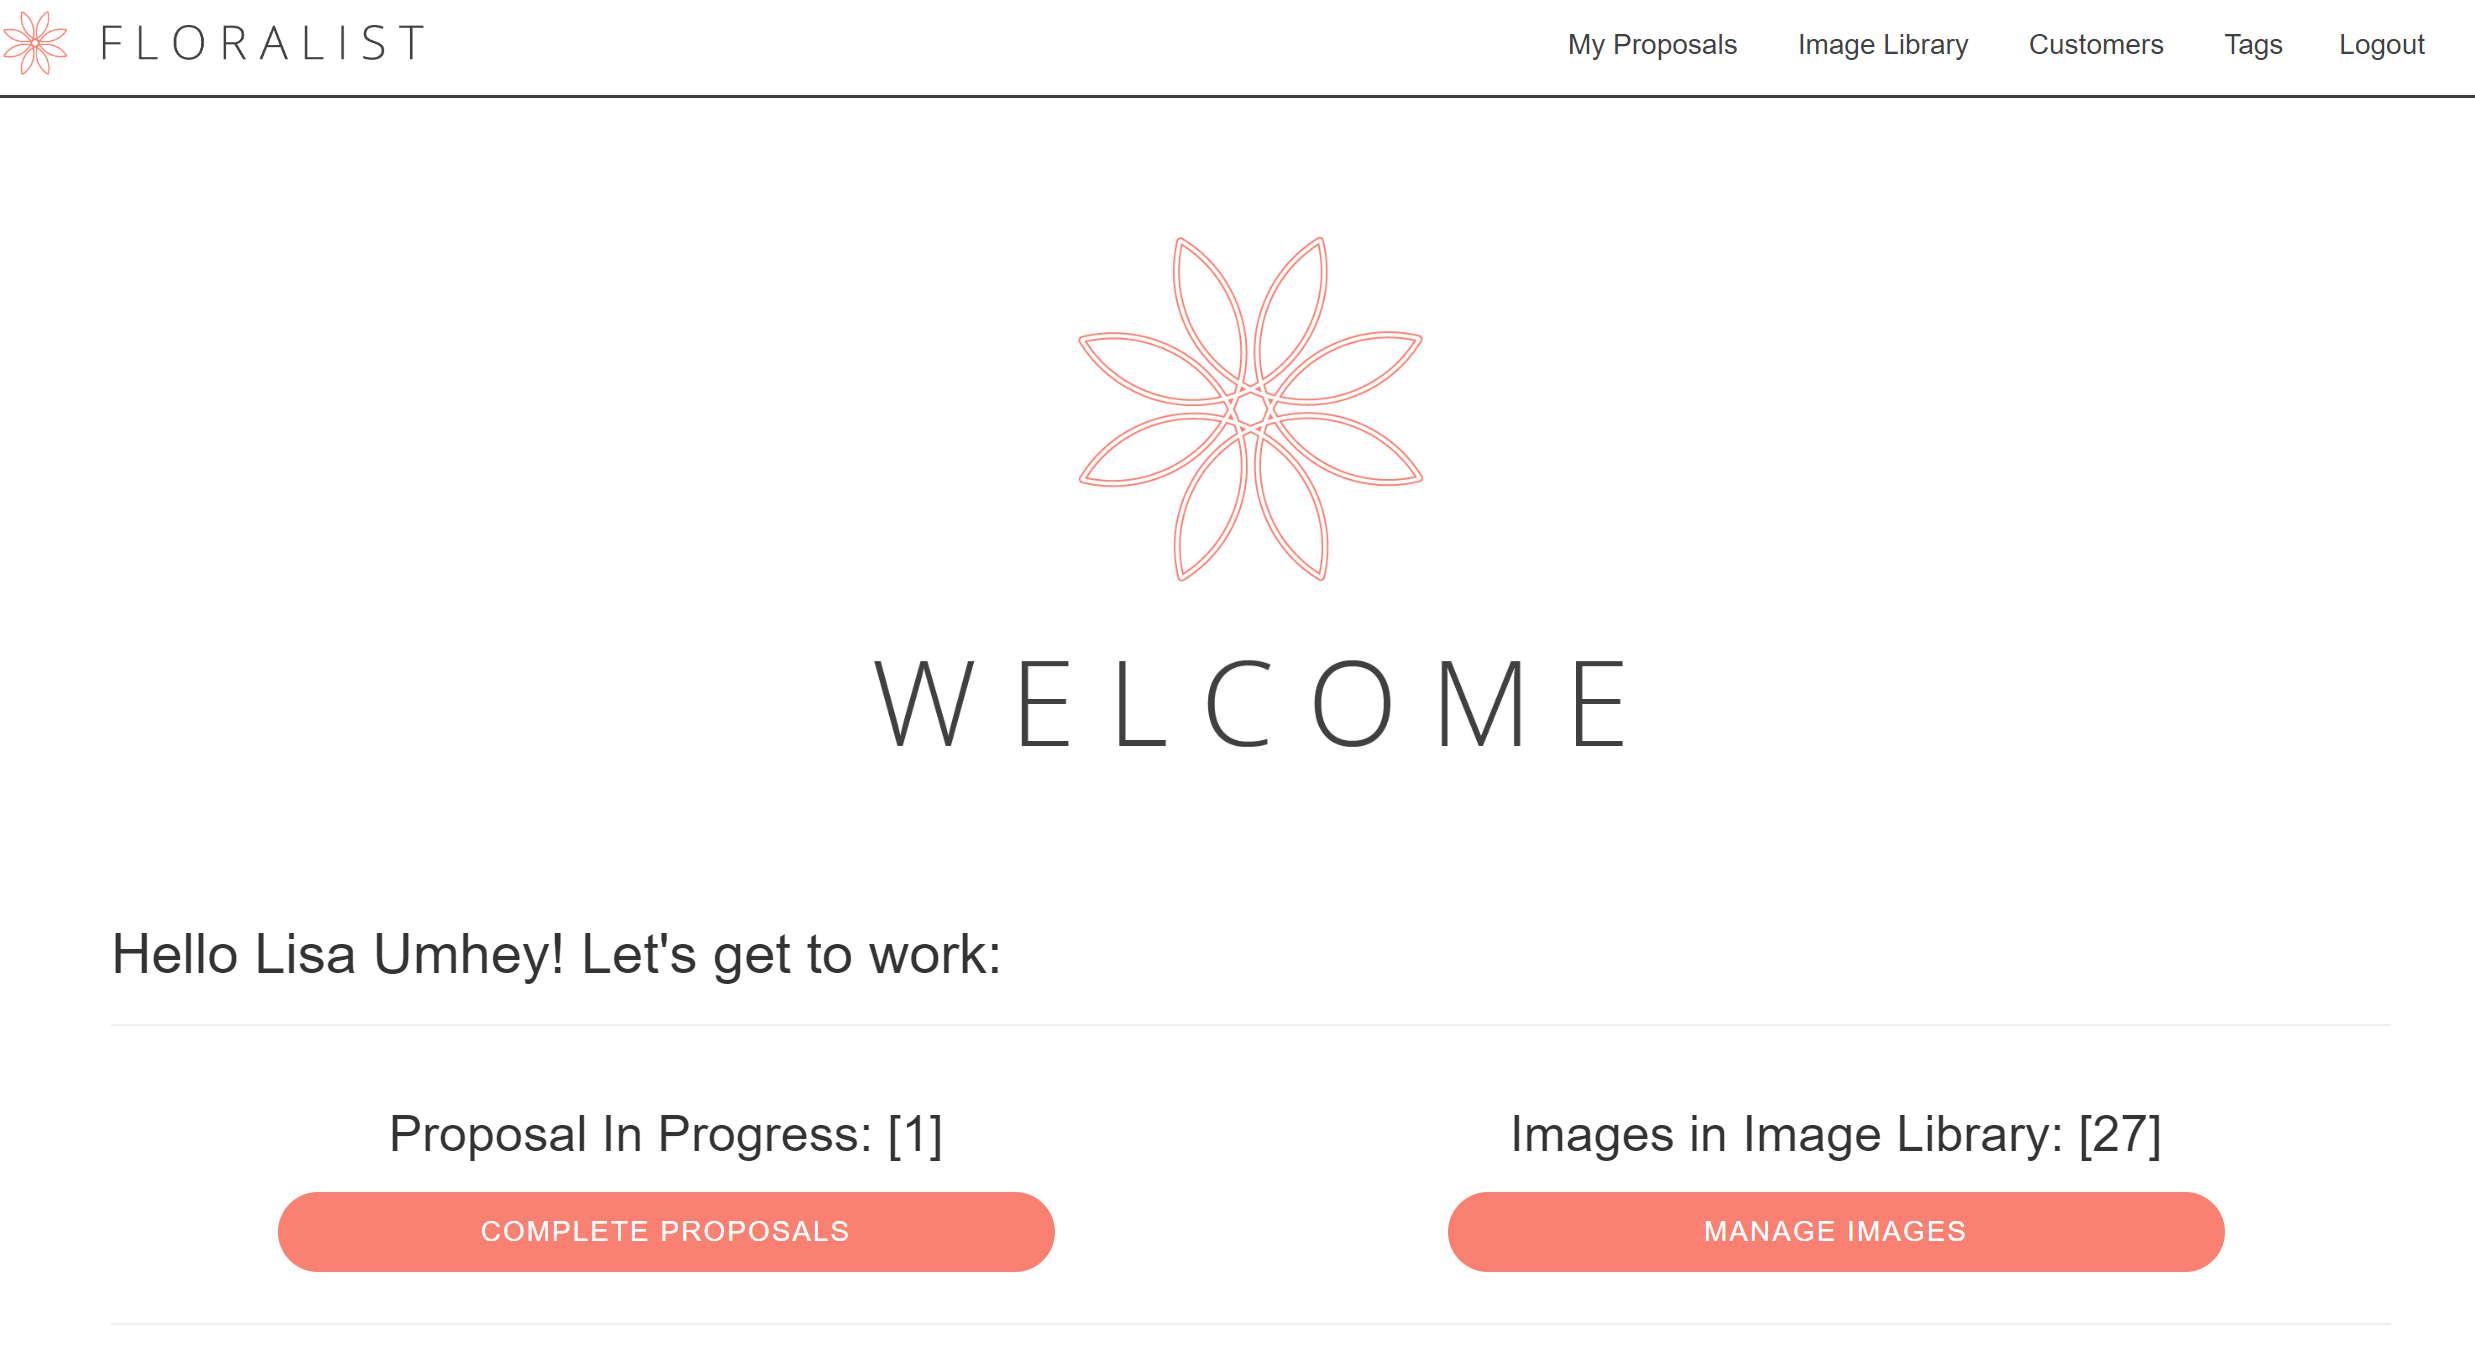 FLORALIST
My Proposals Image Library Customers Tags Logout
WELCOME
Hello Lisa Umhey! Let's get to work:
Proposal In Progress: [1]
Images in Image Library: [27]
COMPLETE PROPOSALS
MANAGE IMAGES